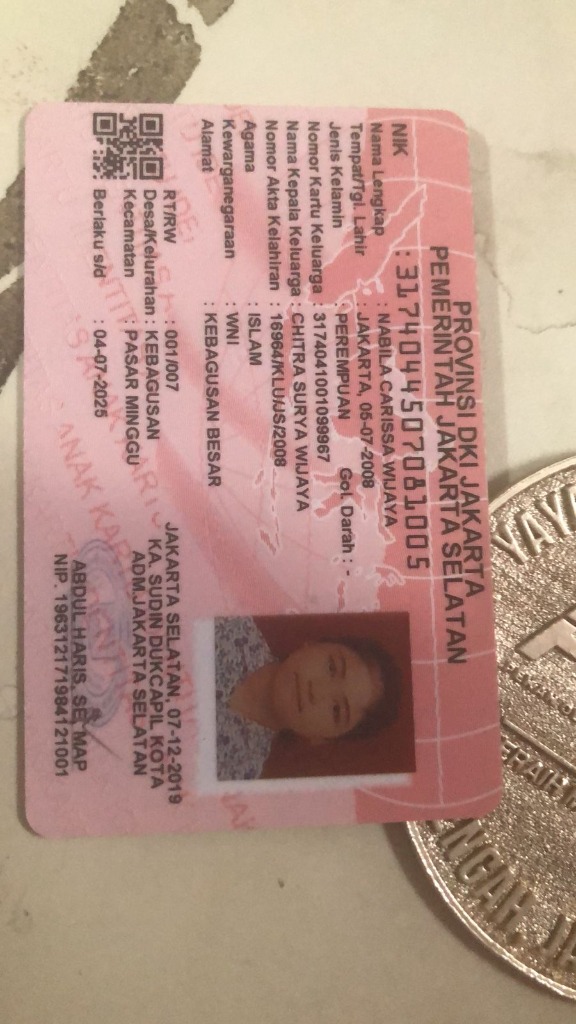 PROVINSI DKI JAKARTA
PEMERINTAH JAKARTA SELATAN
NIK : 3174044507081005
Nama Lengkap : NABILA CARISSA WIJAYA
Tempat/Tgl. Lahir : JAKARTA, 05-07-2008
Jenis Kelamin : PEREMPUAN Gol. Darah : -
Nomor Kartu Keluarga : 3174041001099967
Nama Kepala Keluarga : CHITRA SURYA WIJAYA
Nomor Akta Kelahiran : 16964/KLU/JS/2008
Agama : ISLAM
Kewarganegaraan : WNI
Alamat : KEBAGUSAN BESAR
RT/RW : 001/007
Desa/Kelurahan : KEBAGUSAN
Kecamatan : PASAR MINGGU
Berlaku s/d : 04-07-2025
JAKARTA SELATAN, 07-12-2019
KA. SUDIN DUKCAPIL KOTA
ADM.JAKARTA SELATAN
ABDUL HARIS, SE, MAP
NIP. 196312171984121001